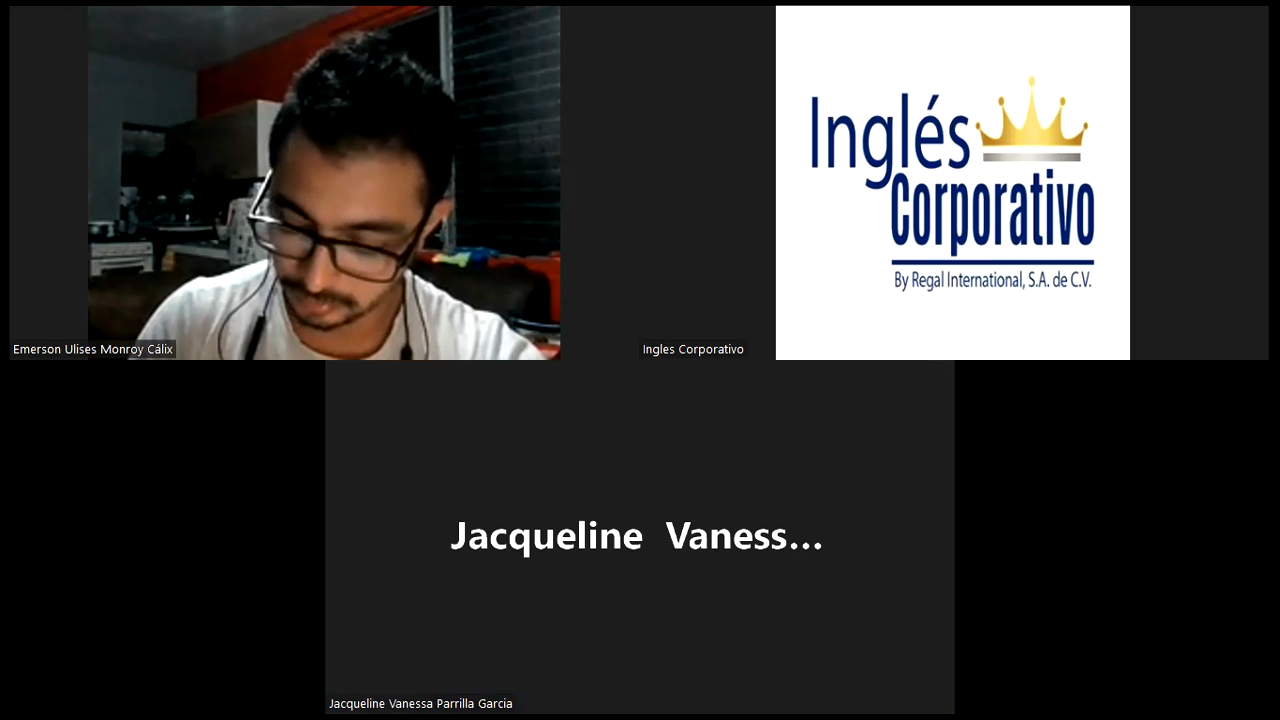 Inglés
Corporativo
By Regal International, S.A. de C.V.
Emerson Ulises Monroy Cálix
Ingles Corporativo
Jacqueline Vaness...
Jacqueline Vanessa Parrilla Garcia